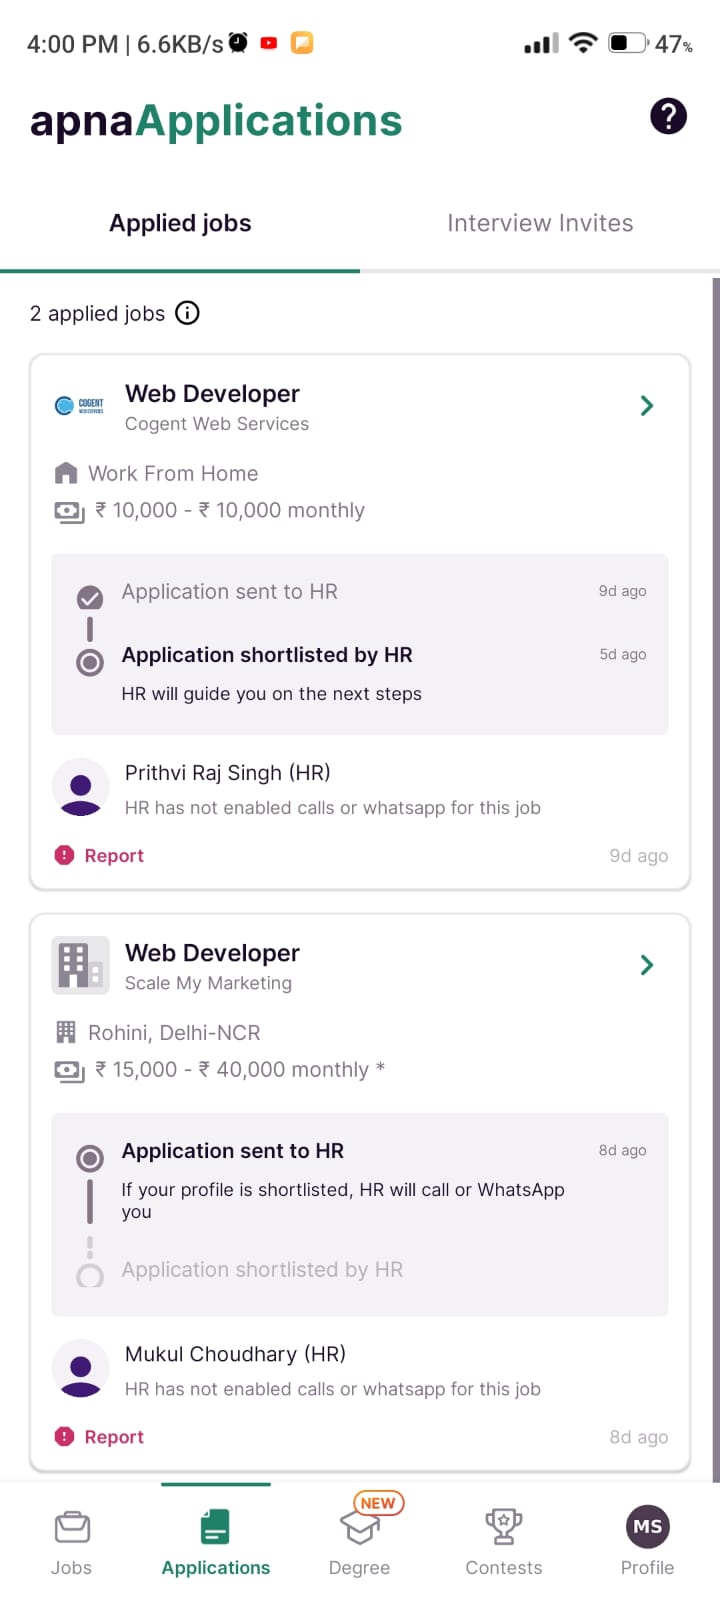 4:00 PM | 6.6KB/s 47%
apnaApplications
Applied jobs Interview Invites
2 applied jobs
COGENT
WEB SERVICES
Web Developer
Cogent Web Services
Work From Home
₹ 10,000 - ₹ 10,000 monthly
Application sent to HR 9d ago
Application shortlisted by HR 5d ago
HR will guide you on the next steps
Prithvi Raj Singh (HR)
HR has not enabled calls or whatsapp for this job
Report 9d ago
Web Developer
Scale My Marketing
Rohini, Delhi-NCR
₹ 15,000 - ₹ 40,000 monthly *
Application sent to HR 8d ago
If your profile is shortlisted, HR will call or WhatsApp
you
Application shortlisted by HR
Mukul Choudhary (HR)
HR has not enabled calls or whatsapp for this job
Report 8d ago
NEW
MS
Jobs Applications Degree Contests Profile